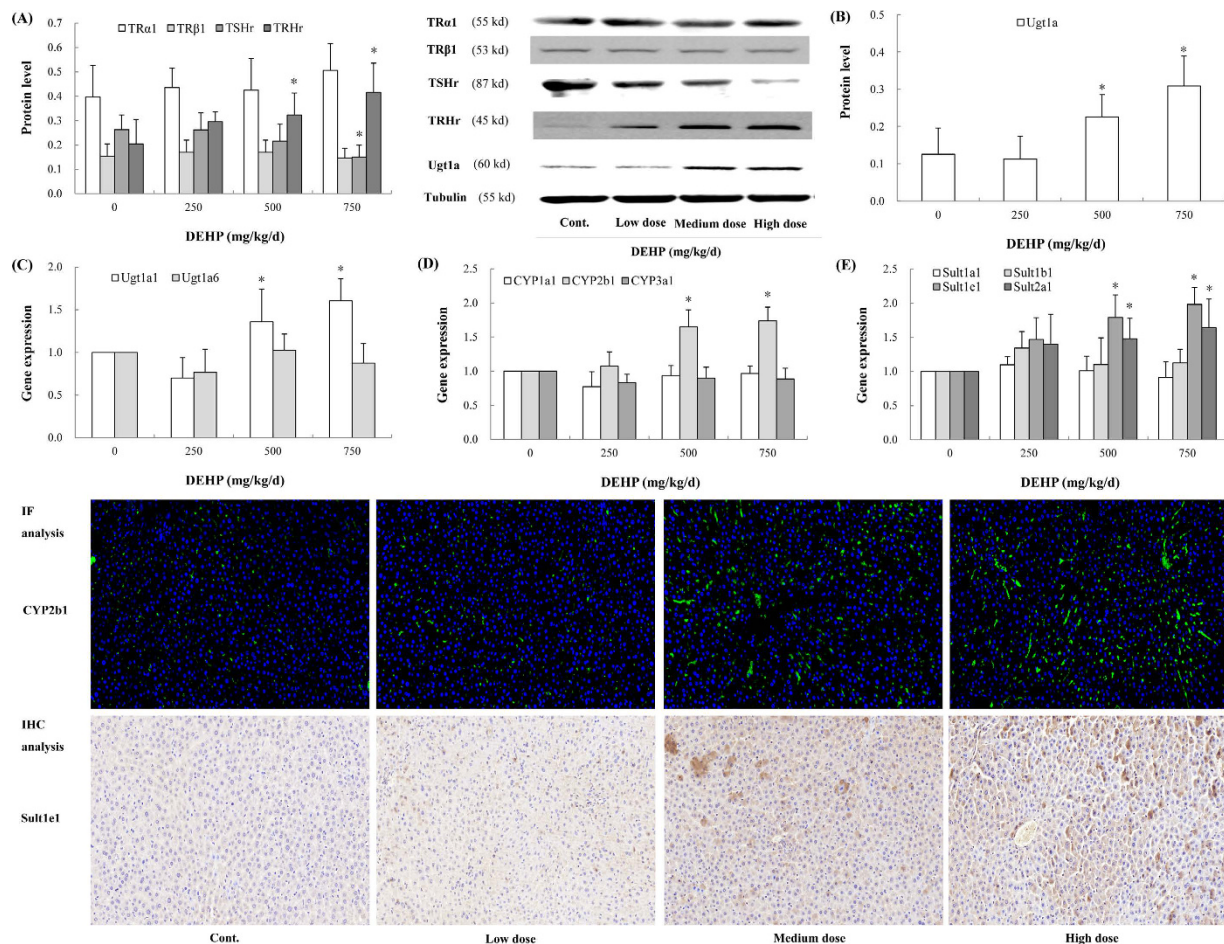 (A)
TRα1 TRβ1 TSHr TRHr
Protein level
0.7
0.6
0.5
0.4
0.3
0.2
0.1
0.0
* * *
0 250 500 750
DEHP (mg/kg/d)
TRα1 (55 kd)
TRβ1 (53 kd)
TSHr (87 kd)
TRHr (45 kd)
Ugt1a (60 kd)
Tubulin (55 kd)
Cont. Low dose Medium dose High dose
DEHP (mg/kg/d)
(B)
Ugt1a
Protein level
0.5
0.4
0.3
0.2
0.1
0.0
* *
0 250 500 750
DEHP (mg/kg/d)
(C)
Ugt1a1 Ugt1a6
Gene expression
2.0
1.5
1.0
0.5
0.0
* *
0 250 500 750
DEHP (mg/kg/d)
(D)
CYP1a1 CYP2b1 CYP3a1
Gene expression
2.5
2.0
1.5
1.0
0.5
0.0
* *
0 250 500 750
DEHP (mg/kg/d)
(E)
Sult1a1 Sult1b1
Sult1e1 Sult2a1
Gene expression
2.5
2.0
1.5
1.0
0.5
0.0
* * * *
0 250 500 750
DEHP (mg/kg/d)
IF
analysis
CYP2b1
IHC
analysis
Sult1e1
Cont. Low dose Medium dose High dose